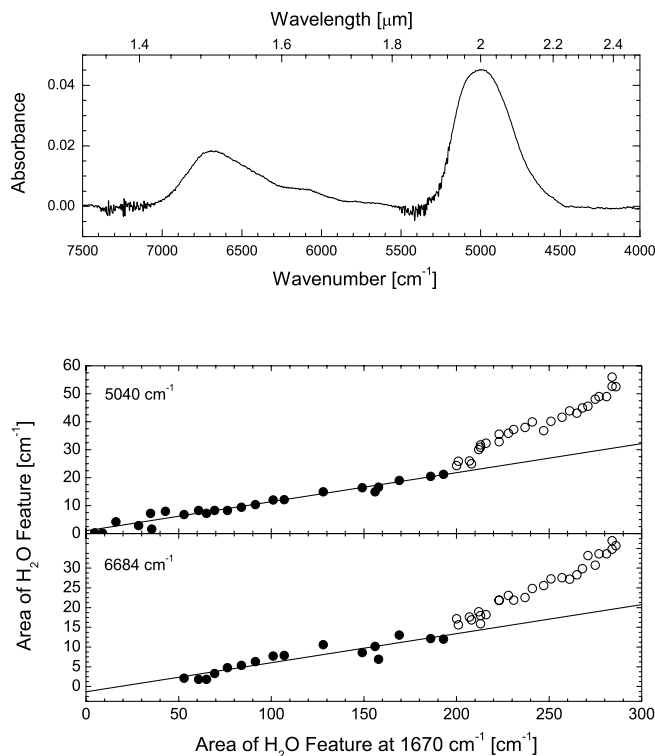 Wavelength [μm]
1.4 1.6 1.8 2 2.2 2.4
Absorbance
0.04
0.02
0.00
7500 7000 6500 6000 5500 5000 4500 4000
Wavenumber [cm⁻¹]
Area of H₂O Feature [cm⁻¹]
60
5040 cm⁻¹
50
40
30
20
10
0
6684 cm⁻¹
30
25
20
15
10
5
0
0 50 100 150 200 250 300
Area of H₂O Feature at 1670 cm⁻¹ [cm⁻¹]